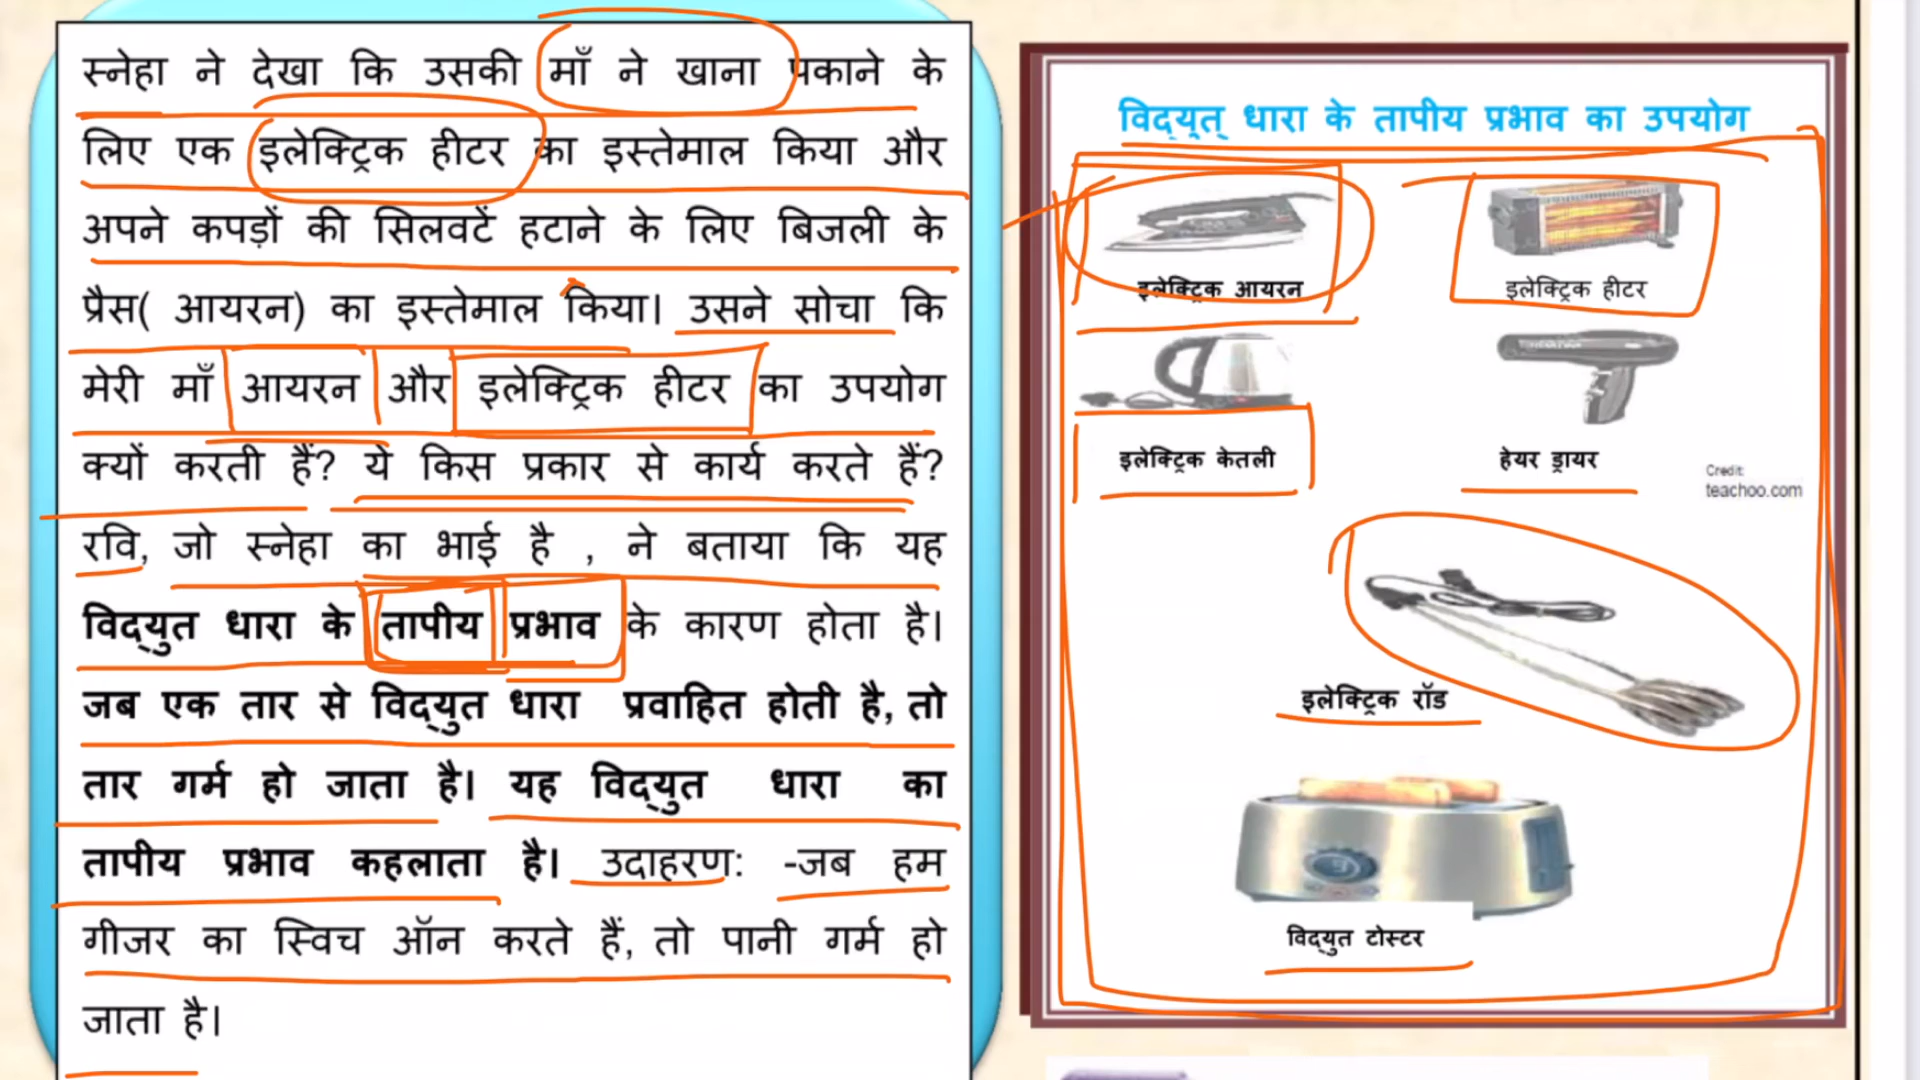 स्नेहा ने देखा कि उसकी माँ ने खाना पकाने के
लिए एक इलेक्ट्रिक हीटर का इस्तेमाल किया और
अपने कपड़ों की सिलवटें हटाने के लिए बिजली के
प्रैस( आयरन) का इस्तेमाल किया। उसने सोचा कि
मेरी माँ आयरन और इलेक्ट्रिक हीटर का उपयोग
क्यों करती हैं? ये किस प्रकार से कार्य करते हैं?
रवि, जो स्नेहा का भाई है , ने बताया कि यह
विद्युत धारा के तापीय प्रभाव के कारण होता है।
जब एक तार से विद्युत धारा प्रवाहित होती है, तो
तार गर्म हो जाता है। यह विद्युत धारा का
तापीय प्रभाव कहलाता है। उदाहरण: -जब हम
गीजर का स्विच ऑन करते हैं, तो पानी गर्म हो
जाता है।
विद्युत् धारा के तापीय प्रभाव का उपयोग
इलेक्ट्रिक आयरन
इलेक्ट्रिक हीटर
इलेक्ट्रिक केतली
हेयर ड्रायर
Credit:
teachoo.com
इलेक्ट्रिक रॉड
विद्युत टोस्टर